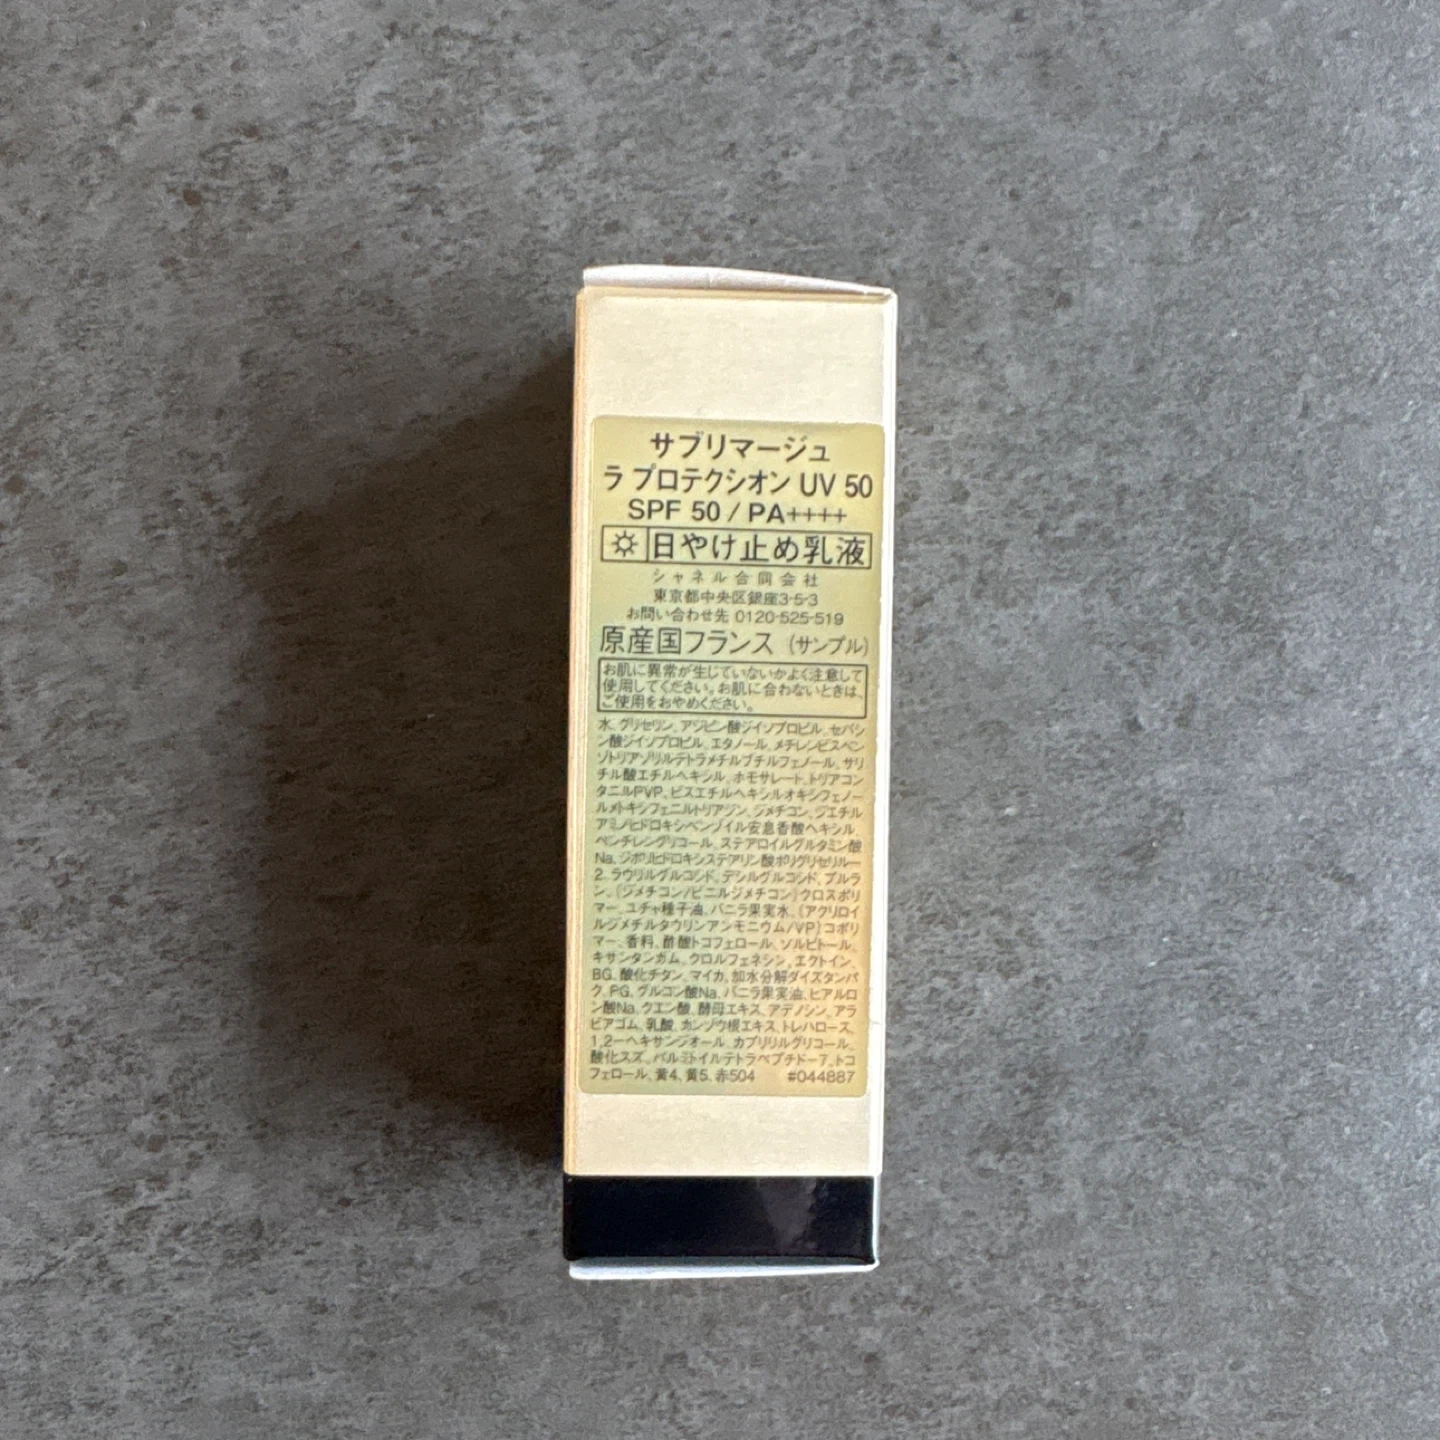 サブリマージュ
ラ プロテクシオン UV 50
SPF 50 / PA++++
日やけ止め乳液
シャネル合同会社
東京都中央区銀座3-5-3
お問い合わせ先 0120-525-519
原産国フランス (サンプル)
お肌に異常が生じていないかよく注意して
使用してください。お肌に合わないときは、
ご使用をおやめください。
水、グリセリン、アジピン酸ジイソプロピル、セバシ
ン酸ジイソプロピル、エタノール、メチレンビスベン
ゾトリアゾリルテトラメチルブチルフェノール、サリ
チル酸エチルヘキシル、ホモサレート、トリアコン
タニルPVP、ビスエチルヘキシルオキシフェノー
ルメトキシフェニルトリアジン、ジメチコン、ジエチル
アミノヒドロキシベンゾイル安息香酸ヘキシル、
ペンチレングリコール、ステアロイルグルタミン酸
Na、ジポリヒドロキシステアリン酸ポリグリセリル-
2、ラウリルグルコシド、デシルグルコシド、プルラ
ン、(ジメチコン/ビニルジメチコン)クロスポリ
マー、ユチャ種子油、バニラ果実水、(アクリロイ
ルジメチルタウリンアンモニウム/VP)コポリ
マー、香料、酢酸トコフェロール、ソルビトール、
キサンタンガム、クロルフェネシン、エクトイン、
BG、酸化チタン、マイカ、加水分解ダイズタンパ
ク、PG、グルコン酸Na、バニラ果実油、ヒアルロ
ン酸Na、クエン酸、酵母エキス、アデノシン、アラ
ビアゴム、乳酸、カンゾウ根エキス、トレハロース、
1,2-ヘキサンジオール、カプリリルグリコール、
酸化スズ、パルミトイルテトラペプチド-7、トコ
フェロール、黄4、黄5、赤504 #044887